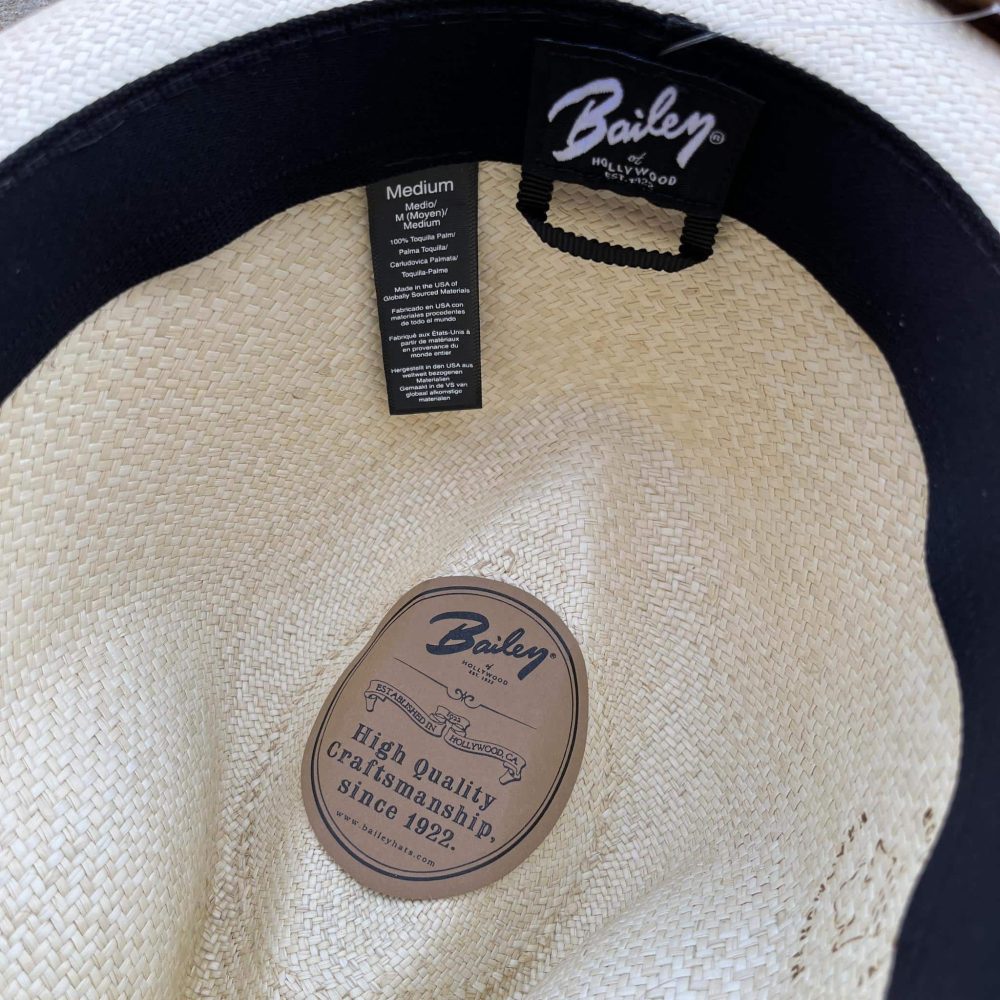 Bailey®
of
HOLLYWOOD
EST. 1922
Medium
Medio/
M (Moyen)/
Medium
100% Toquilla Palm/
Palma Toquilla/
Carludovica Palmata/
Toquilla-Palme
Made in the USA of
Globally Sourced Materials
Fabricado en USA con
materiales procedentes
de todo el mundo
Fabriqué aux États-Unis à
partir de matériaux
en provenance du
monde entier
Hergestellt in den USA aus
weltweit bezogenen
Materialien
Gemaakt in de VS van
globaal alkomstige
materialen
Bailey®
of
HOLLYWOOD
EST. 1922
1922
ESTABLISHED IN HOLLYWOOD, CA
High Quality
Craftsmanship,
since 1922.
www.baileyhats.com